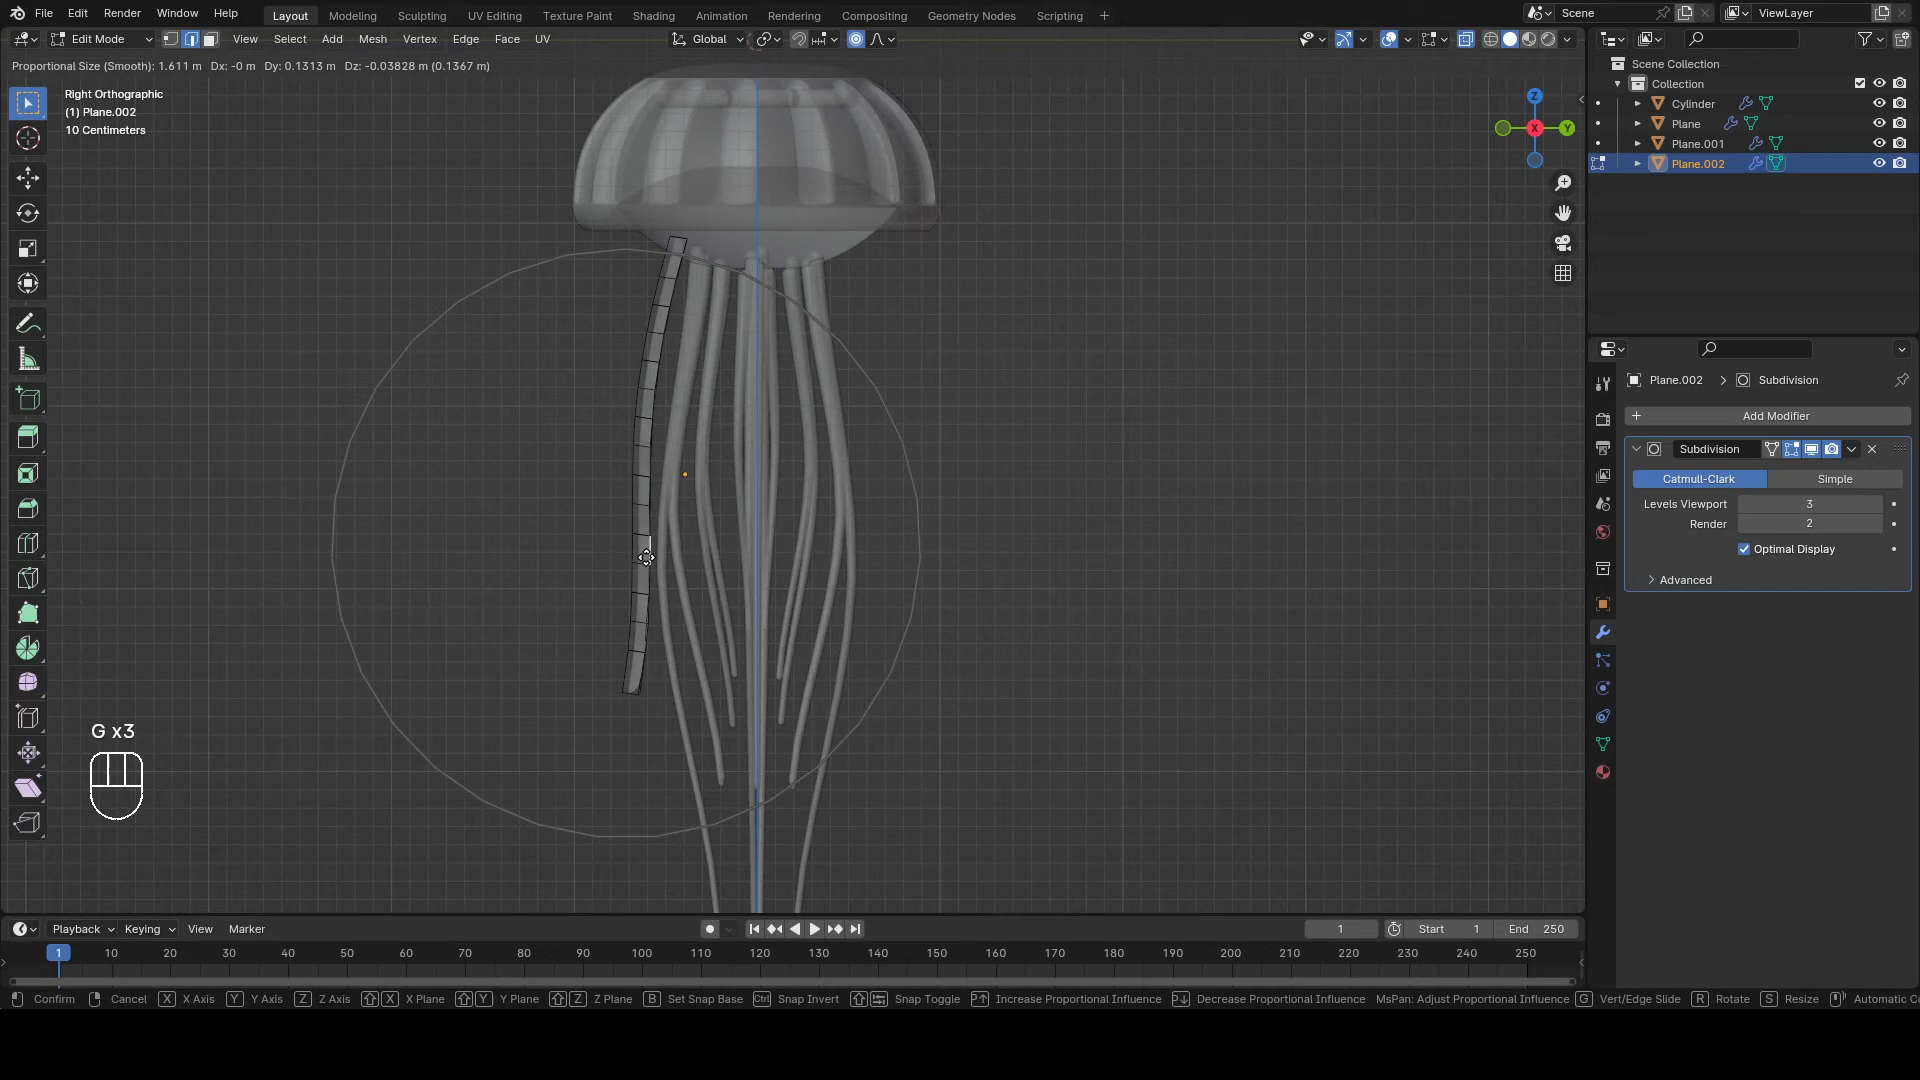 File Edit Render Window Help Layout Modeling Sculpting UV Editing Texture Paint Shading Animation Rendering Compositing Geometry Nodes Scripting + Scene ViewLayer
Edit Mode View Select Add Mesh Vertex Edge Face UV Global
Proportional Size (Smooth): 1.611 m Dx: -0 m Dy: 0.1313 m Dz: -0.03828 m (0.1367 m)
Right Orthographic
(1) Plane.002
10 Centimeters
Z
X
Y
G x3
Scene Collection
Collection
Cylinder
Plane
Plane.001
Plane.002
Plane.002 > Subdivision
+ Add Modifier
Subdivision
Catmull-Clark Simple
Levels Viewport 3
Render 2
Optimal Display
Advanced
Playback Keying View Marker 1 Start 1 End 250
1 10 20 30 40 50 60 70 80 90 100 110 120 130 140 150 160 170 180 190 200 210 220 230 240 250
Confirm Cancel X X Axis Y Y Axis Z Z Axis X X Plane Y Y Plane Z Z Plane B Set Snap Base Ctrl Snap Invert Snap Toggle Increase Proportional Influence Decrease Proportional Influence MsPan: Adjust Proportional Influence G Vert/Edge Slide R Rotate S Resize Automatic Co